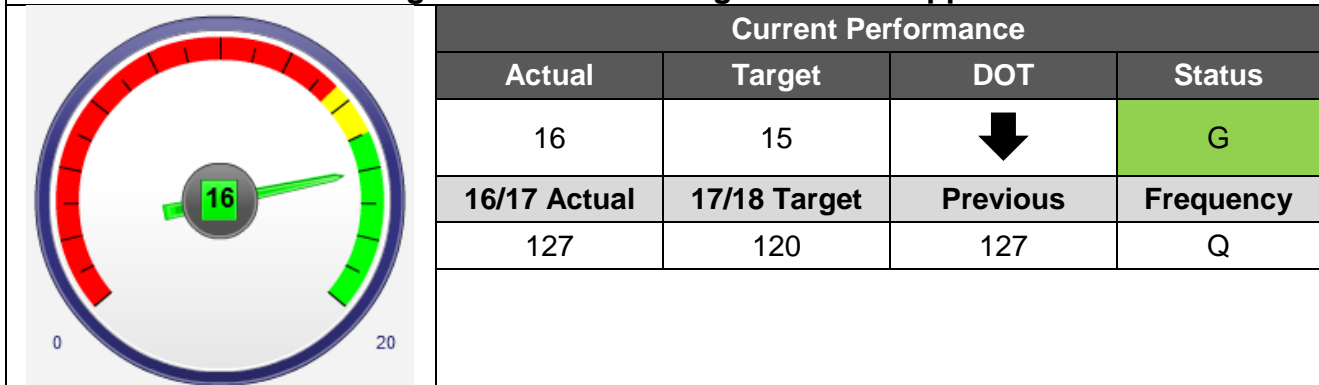 Current Performance
Actual Target DOT Status
16 15 G
16/17 Actual 17/18 Target Previous Frequency
127 120 127 Q
16
0 20